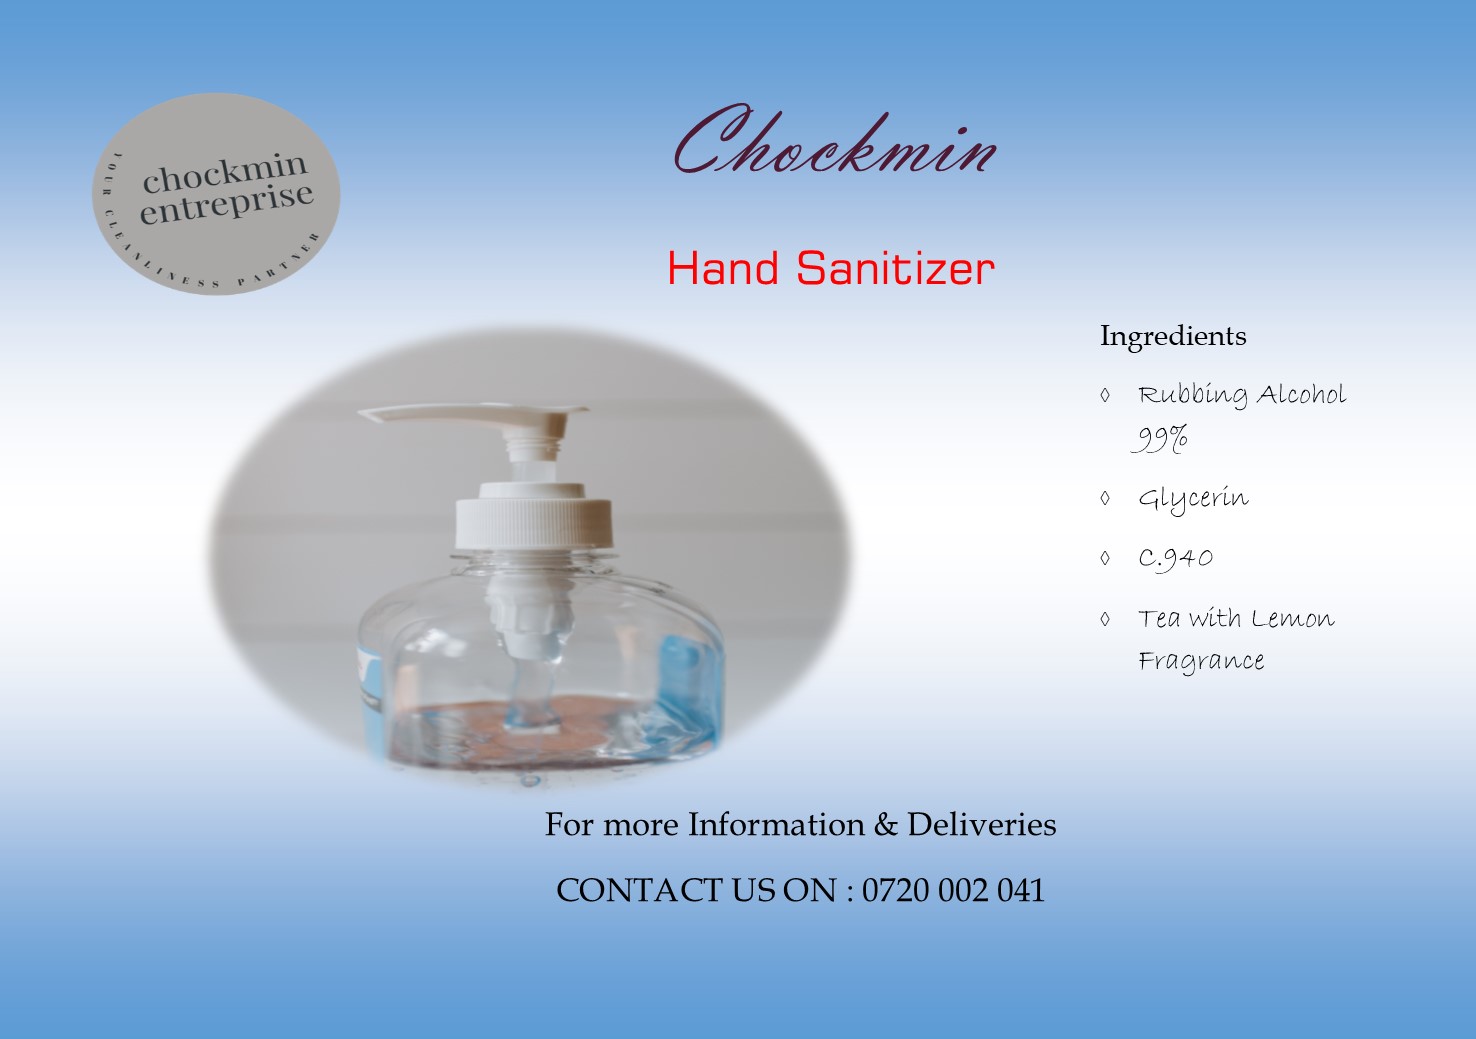 chockmin
entreprise
YOUR CLEANLINESS PARTNER
Chockmin
Hand Sanitizer
Ingredients
◊ Rubbing Alcohol
99%
◊ Glycerin
◊ C.940
◊ Tea with Lemon
Fragrance
For more Information & Deliveries
CONTACT US ON : 0720 002 041